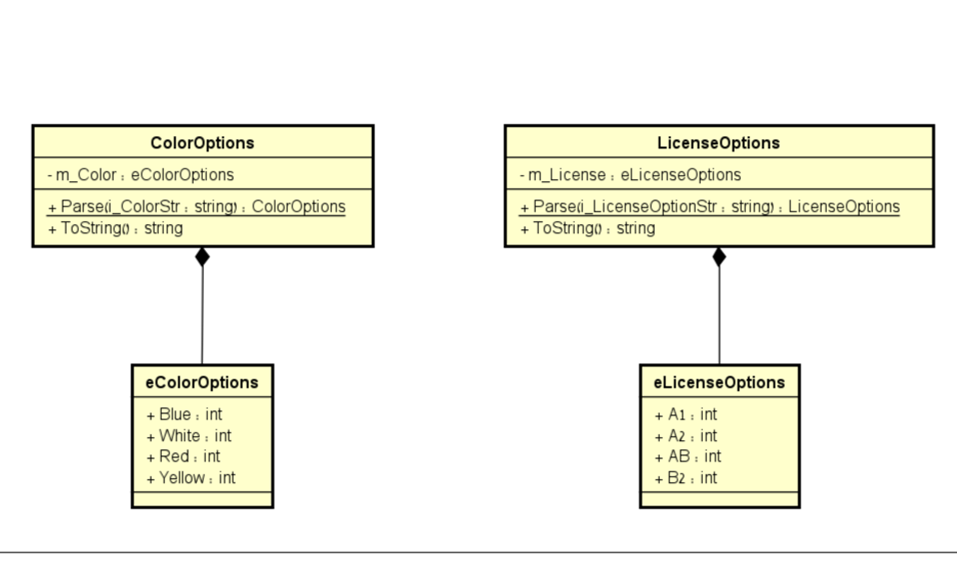 ColorOptions
- m_Color : eColorOptions
+ Parse(i_ColorStr : string) : ColorOptions
+ ToString() : string
LicenseOptions
- m_License : eLicenseOptions
+ Parse(i_LicenseOptionStr : string) : LicenseOptions
+ ToString() : string
eColorOptions
+ Blue : int
+ White : int
+ Red : int
+ Yellow : int
eLicenseOptions
+ A1 : int
+ A2 : int
+ AB : int
+ B2 : int